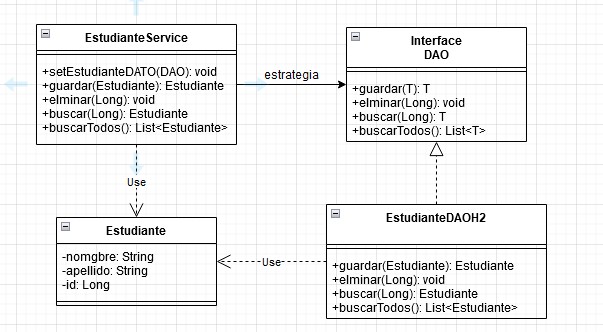 EstudianteService
+setEstudianteDATO(DAO): void
+guardar(Estudiante): Estudiante
+elminar(Long): void
+buscar(Long): Estudiante
+buscarTodos(): List<Estudiante>
estrategia
Interface
DAO
+guardar(T): T
+elminar(Long): void
+buscar(Long): T
+buscarTodos(): List<T>
Use
Estudiante
-nomgbre: String
-apellido: String
-id: Long
Use
EstudianteDAOH2
+guardar(Estudiante): Estudiante
+elminar(Long): void
+buscar(Long): Estudiante
+buscarTodos(): List<Estudiante>